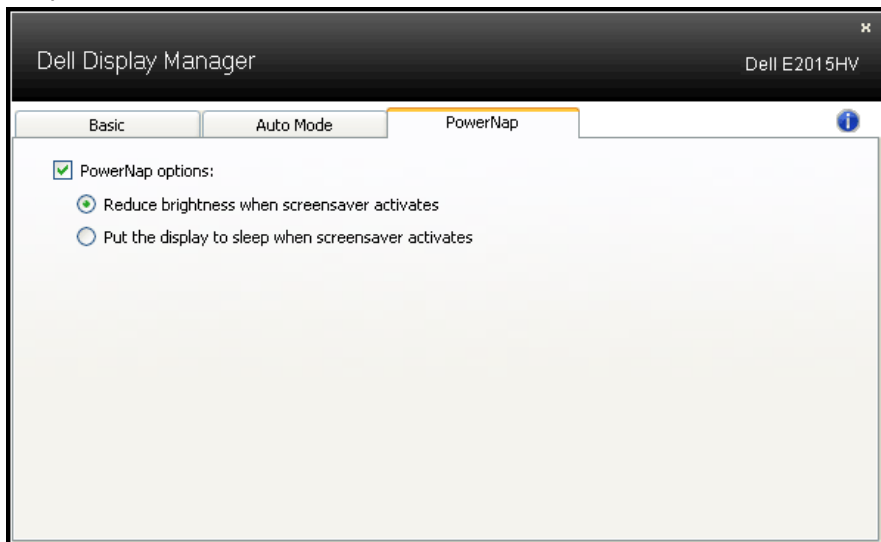 x
Dell Display Manager
Dell E2015HV
Basic
Auto Mode
PowerNap
i
PowerNap options:
Reduce brightness when screensaver activates
Put the display to sleep when screensaver activates